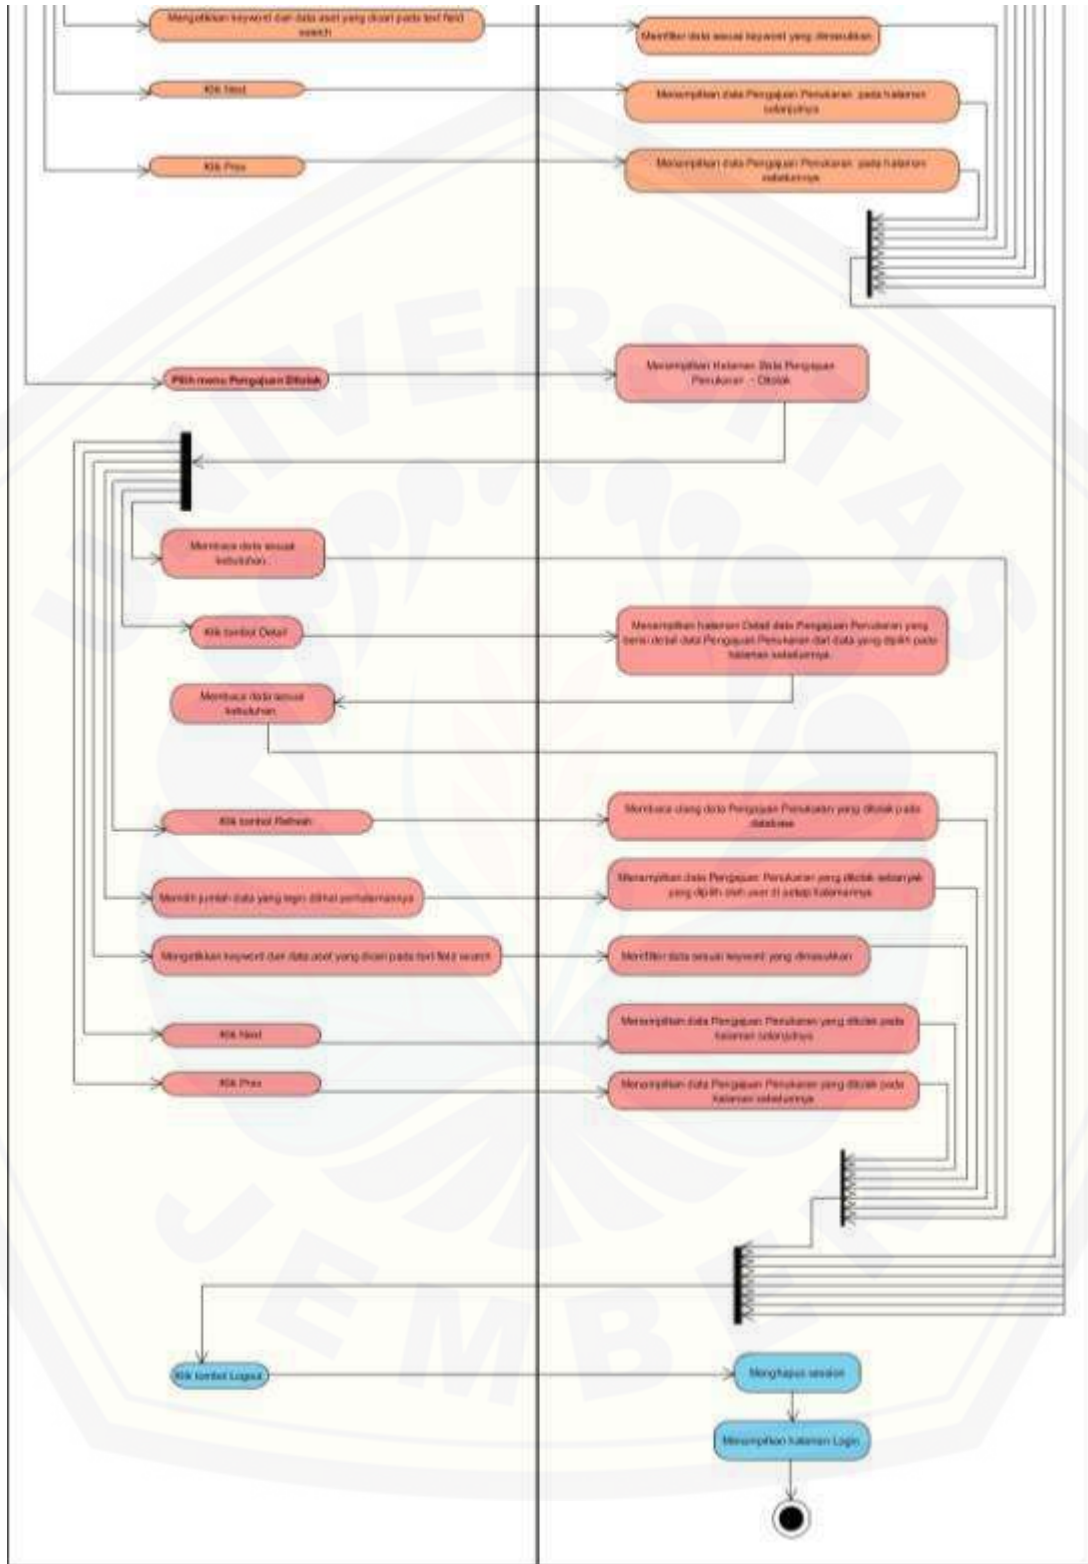 Mengetikkan keyword dari data aset yang dicari pada text field
search
Memfilter data sesuai keyword yang dimasukkan
Klik Next
Menampilkan data Pengajuan Penukaran pada halaman
selanjutnya
Klik Prev
Menampilkan data Pengajuan Penukaran pada halaman
sebelumnya
Pilih menu Pengajuan Ditolak
Menampilkan Halaman Data Pengajuan
Penukaran - Ditolak
Membaca data sesuai
kebutuhan
Klik tombol Detail
Menampilkan halaman Detail data Pengajuan Penukaran yang
berisi detail data Pengajuan Penukaran dari data yang dipilih pada
halaman sebelumnya
Membaca data sesuai
kebutuhan
Klik tombol Refresh
Membaca ulang data Pengajuan Penukaran yang ditolak pada
database
Memilih jumlah data yang ingin dilihat perhalamannya
Menampilkan data Pengajuan Penukaran yang ditolak sebanyak
yang dipilih oleh user di setiap halamannya
Mengetikkan keyword dari data aset yang dicari pada text field search
Memfilter data sesuai keyword yang dimasukkan
Klik Next
Menampilkan data Pengajuan Penukaran yang ditolak pada
halaman selanjutnya
Klik Prev
Menampilkan data Pengajuan Penukaran yang ditolak pada
halaman sebelumnya
Klik tombol Logout
Menghapus session
Menampilkan halaman Login
UNIVERSITAS
JEMBER